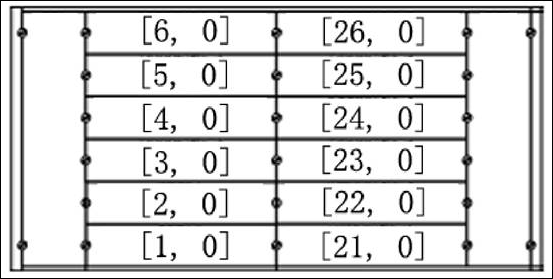 [6, 0] [26, 0]
[5, 0] [25, 0]
[4, 0] [24, 0]
[3, 0] [23, 0]
[2, 0] [22, 0]
[1, 0] [21, 0]